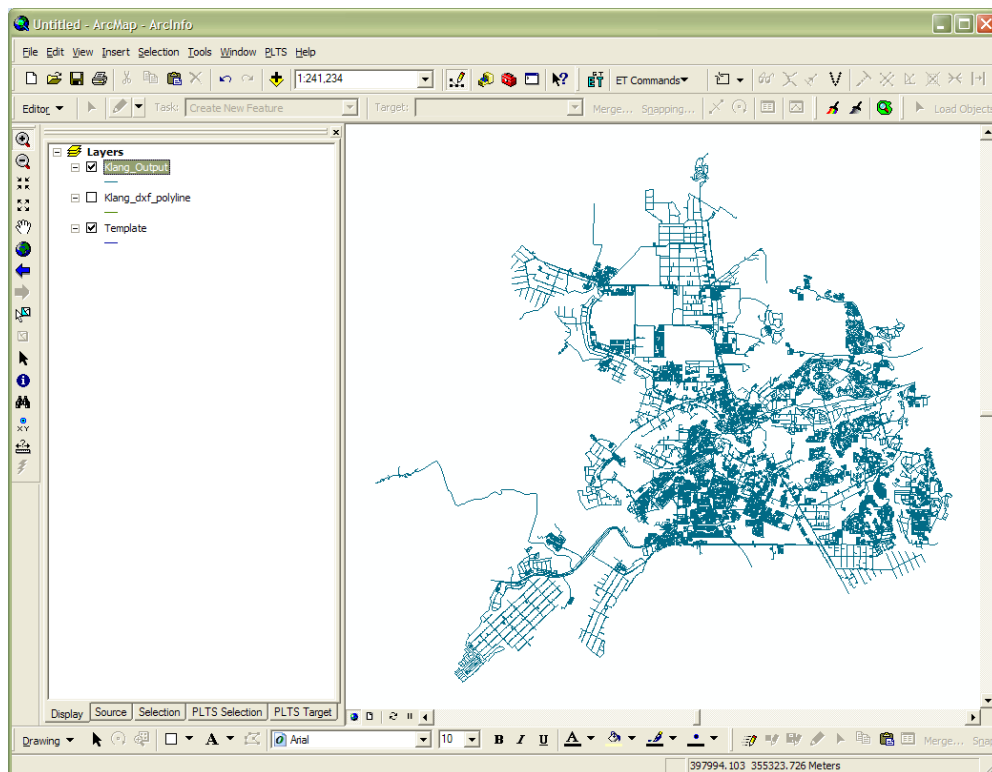 Untitled - ArcMap - ArcInfo
File Edit View Insert Selection Tools Window PLTS Help
1:241,234 ET Commands
Editor Task: Create New Feature Target: Merge... Snapping... Load Objects
Layers
Klang_Output
Klang_dxf_polyline
Template
XY
Display Source Selection PLTS Selection PLTS Target
Drawing A Arial 10 B I U A Merge... Snap
397994.103 355323.726 Meters